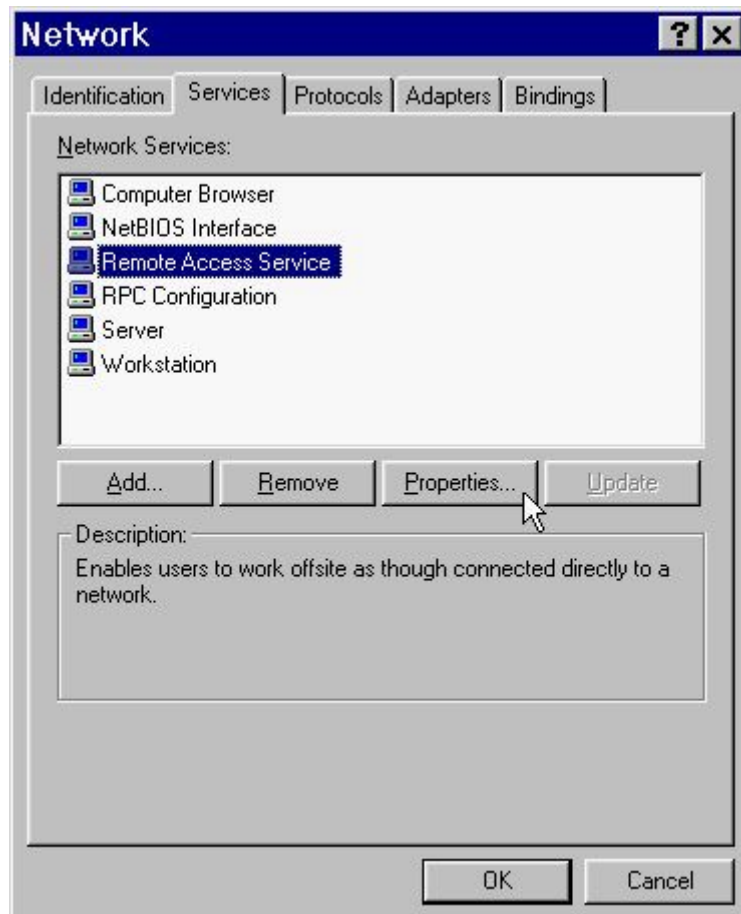 Network
?
Identification Services Protocols Adapters Bindings
Network Services:
Computer Browser
NetBIOS Interface
Remote Access Service
RPC Configuration
Server
Workstation
Add... Remove Properties... Update
Description:
Enables users to work offsite as though connected directly to a
network.
OK Cancel